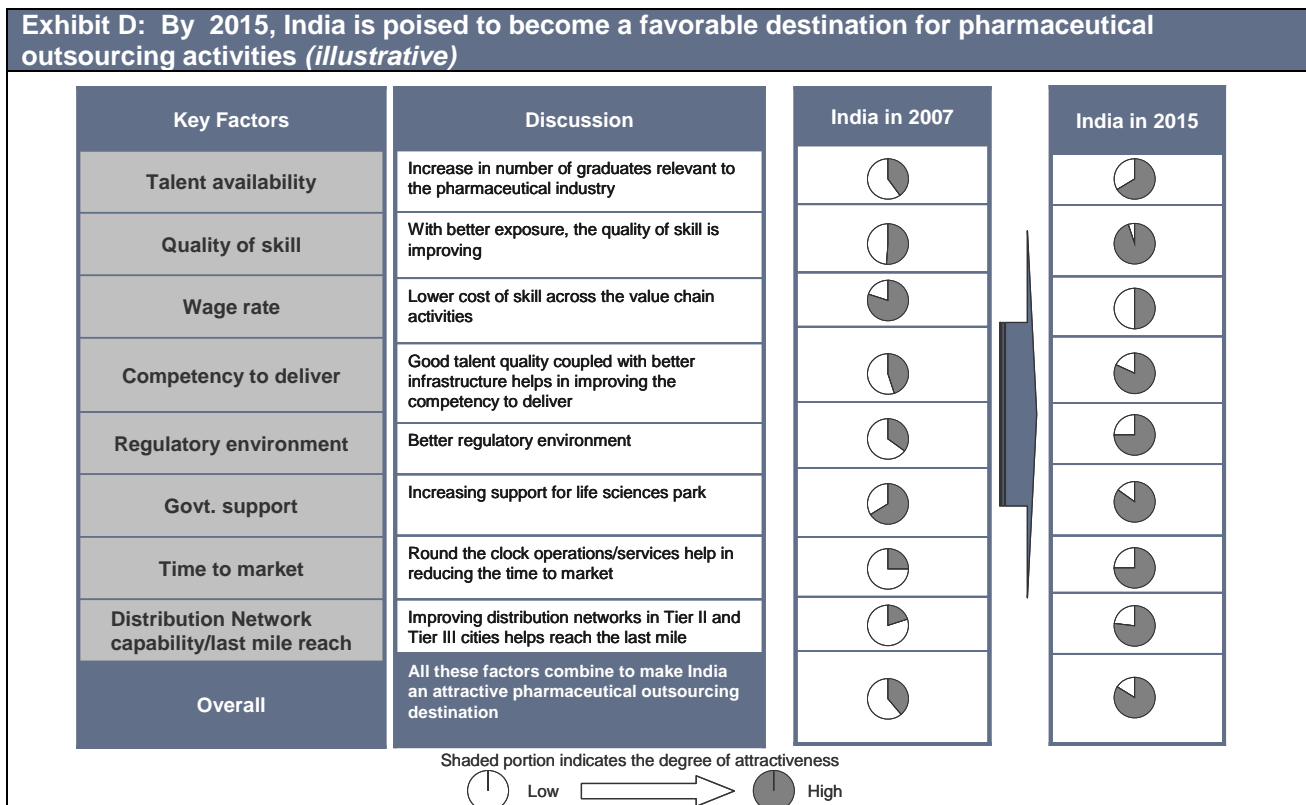 Exhibit D: By 2015, India is poised to become a favorable destination for pharmaceutical
outsourcing activities (illustrative)
Key Factors
Discussion
India in 2007
India in 2015
Talent availability
Increase in number of graduates relevant to
the pharmaceutical industry
Quality of skill
With better exposure, the quality of skill is
improving
Wage rate
Lower cost of skill across the value chain
activities
Competency to deliver
Good talent quality coupled with better
infrastructure helps in improving the
competency to deliver
Regulatory environment
Better regulatory environment
Govt. support
Increasing support for life sciences park
Time to market
Round the clock operations/services help in
reducing the time to market
Distribution Network
capability/last mile reach
Improving distribution networks in Tier II and
Tier III cities helps reach the last mile
Overall
All these factors combine to make India
an attractive pharmaceutical outsourcing
destination
Shaded portion indicates the degree of attractiveness
Low
High